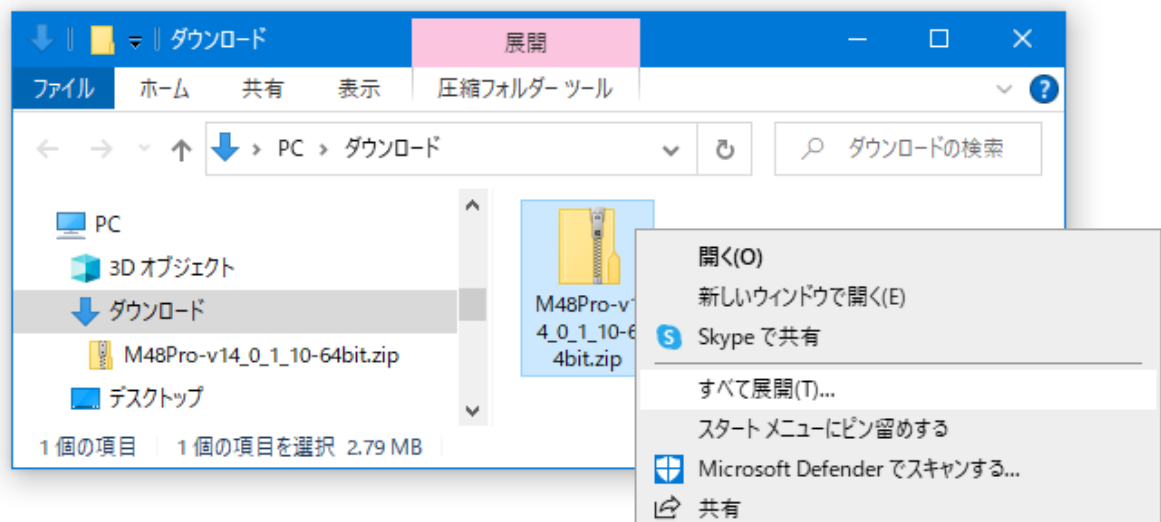 ダウンロード
展開
ファイル ホーム 共有 表示 圧縮フォルダー ツール
PC › ダウンロード
ダウンロードの検索
PC
3D オブジェクト
ダウンロード
M48Pro-v14_0_1_10-64bit.zip
デスクトップ
M48Pro-v1
4_0_1_10-6
4bit.zip
1 個の項目
1 個の項目を選択 2.79 MB
開く(O)
新しいウィンドウで開く(E)
Skype で共有
すべて展開(T)...
スタート メニューにピン留めする
Microsoft Defender でスキャンする...
共有